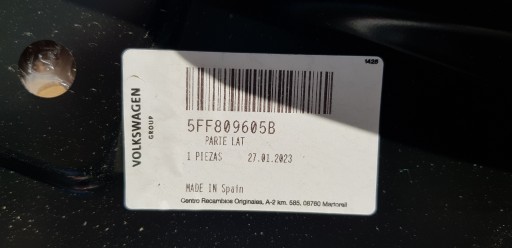 1425
VOLKSWAGEN
GROUP
5FF809605B
PARTE LAT
1 PIEZAS 27.01.2023
MADE IN Spain
Centro Recambios Originales, A-2 km. 585, 08760 Martorell